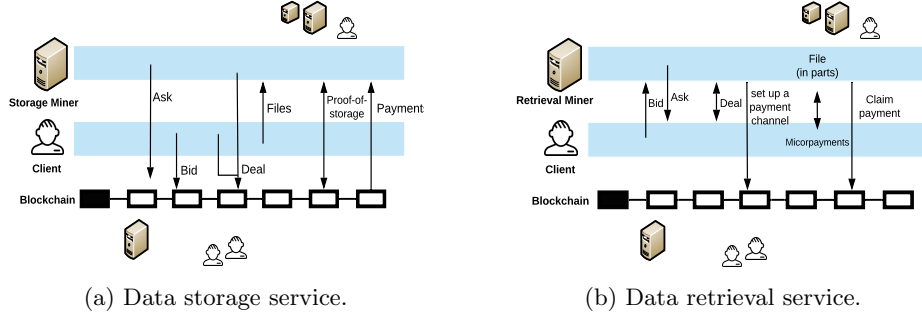 Ask
Storage Miner
Files
Proof-of-
storage
Payments
Client
Bid
Deal
Blockchain
(a) Data storage service.
File
(in parts)
Retrieval Miner
Bid
Ask
Deal
set up a
payment
channel
Claim
payment
Micorpayments
Client
Blockchain
(b) Data retrieval service.